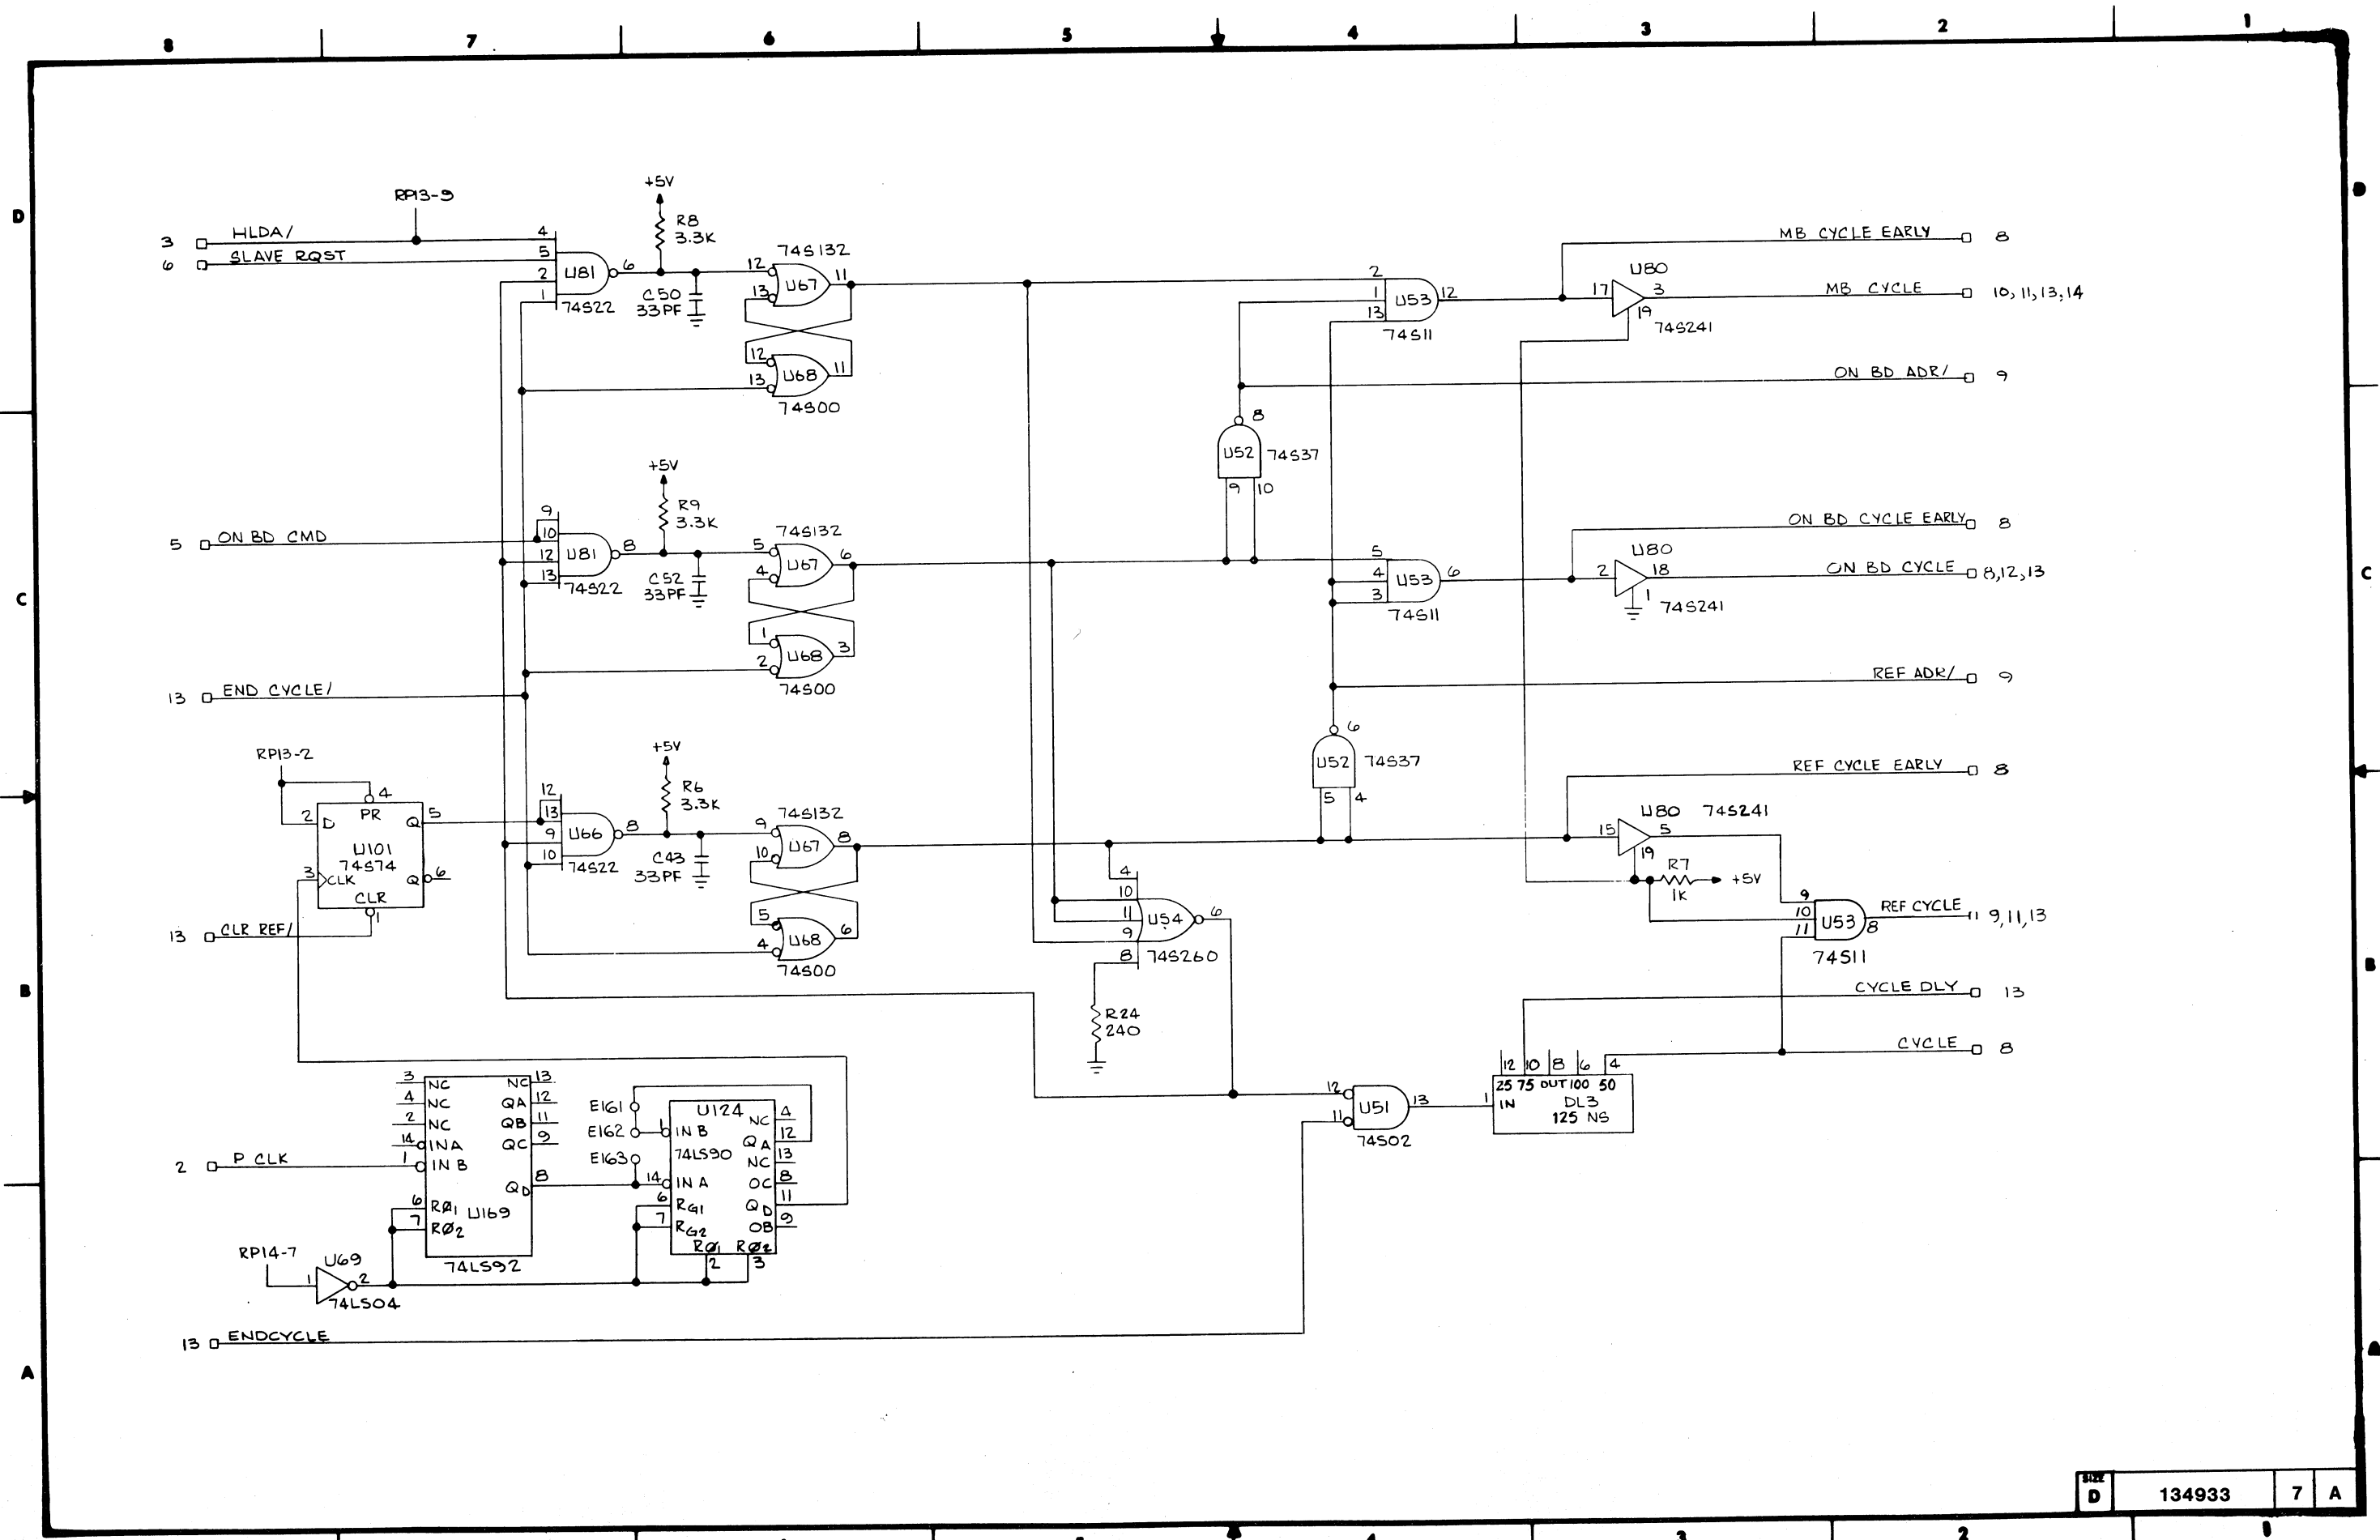 8 7 6 5 4 3 2 1
D
RP13-9
+5V
R8
3.3K
3 HLDA/ 4
6 SLAVE RQST 5
2
1
U81 6
74S22
C50
33PF
74S132
12
13
U67 11
12
13
U68 11
74S00
2
1
13
U53 12
74S11
MB CYCLE EARLY 8
U80
17 3
19
74S241
MB CYCLE 10,11,13,14
ON BD ADR/ 9
8
U52 74S37
9 10
D
C
+5V
R9
3.3K
5 ON BD CMD
9
10
12
13
U81 8
74S22
C52
33PF
74S132
5
4
U67 6
1
2
U68 3
74S00
5
4
3
U53 6
74S11
ON BD CYCLE EARLY 8
U80
2 18
1
74S241
ON BD CYCLE 8,12,13
C
13 END CYCLE/
REF ADR/ 9
6
U52 74S37
5 4
RP13-2
4
PR
2 D Q 5
U101
74S74
3 CLK Q 6
CLR
1
13 CLR REF/
+5V
R6
3.3K
12
13
9
10
U66 8
74S22
C43
33PF
74S132
9
10
U67 8
5
4
U68 6
74S00
REF CYCLE EARLY 8
U80 74S241
15 5
19
R7
1K
+5V
4
10
11
9
8
U54 6
74S260
R24
240
9
10
11
U53 8
74S11
REF CYCLE 9,11,13
B
B
CYCLE DLY 13
CYCLE 8
12 10 8 6 4
25 75 OUT 100 50
1 IN DL3
125 NS
12
11
U51 13
74S02
3 NC NC 13
4 NC QA 12
2 NC QB 11
14 INA QC 9
1 IN B
QD 8
6 RØ1
7 RØ2
U169
74LS92
2 P CLK
E161
E162
E163
U124
74LS90
1 IN B
14 IN A
6 RG1
7 RG2
RØ1 RØ2
2 3
NC 4
QA 12
NC 13
OC 8
QD 11
OB 9
RP14-7
U69
1 2
74LS04
13 ENDCYCLE
A
A
SIZE
D 134933 7 A
4 3 2 1